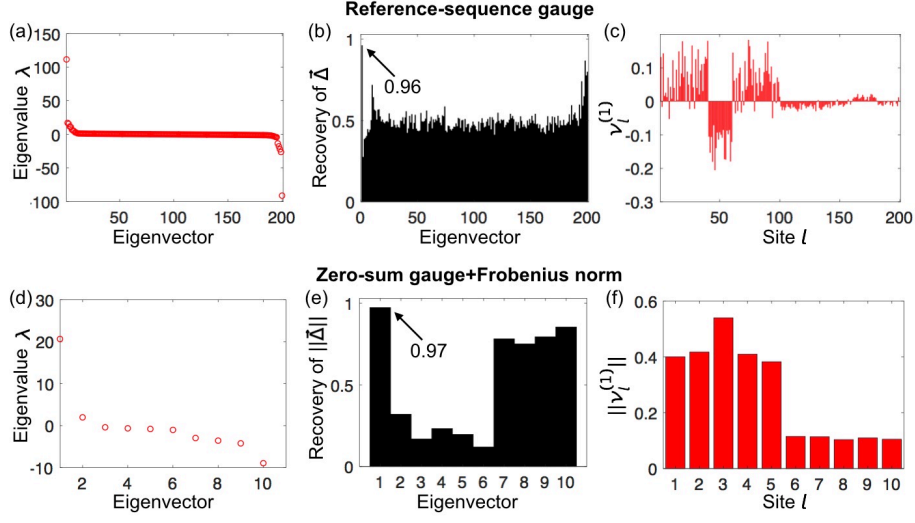 Reference-sequence gauge
(a)
150
100
50
0
-50
-100
50
100
150
200
Eigenvalue λ
Eigenvector
(b)
1
0.5
0
0
50
100
150
200
0.96
Recovery of Δ⃗
Eigenvector
(c)
0.1
0
-0.1
-0.2
-0.3
50
100
150
200
ν_l^(1)
Site l
Zero-sum gauge+Frobenius norm
(d)
30
20
10
0
-10
2
4
6
8
10
Eigenvalue λ
Eigenvector
(e)
1
0.5
0
1 2 3 4 5 6 7 8 9 10
0.97
Recovery of ||Δ⃗||
Eigenvector
(f)
0.6
0.4
0.2
0
1 2 3 4 5 6 7 8 9 10
||ν_l^(1)||
Site l